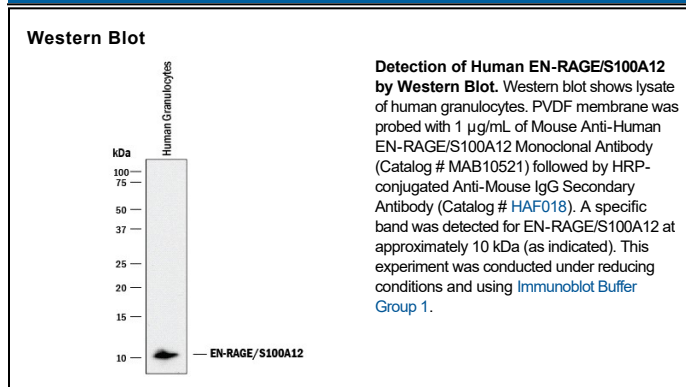 Western Blot
Human Granulocytes
kDa
100
75
50
37
25
20
15
10
EN-RAGE/S100A12
Detection of Human EN-RAGE/S100A12
by Western Blot. Western blot shows lysate
of human granulocytes. PVDF membrane was
probed with 1 µg/mL of Mouse Anti-Human
EN-RAGE/S100A12 Monoclonal Antibody
(Catalog # MAB10521) followed by HRP-
conjugated Anti-Mouse IgG Secondary
Antibody (Catalog # HAF018). A specific
band was detected for EN-RAGE/S100A12 at
approximately 10 kDa (as indicated). This
experiment was conducted under reducing
conditions and using Immunoblot Buffer
Group 1.